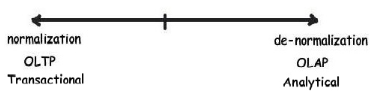 normalization de-normalization
OLTP OLAP
Transactional Analytical